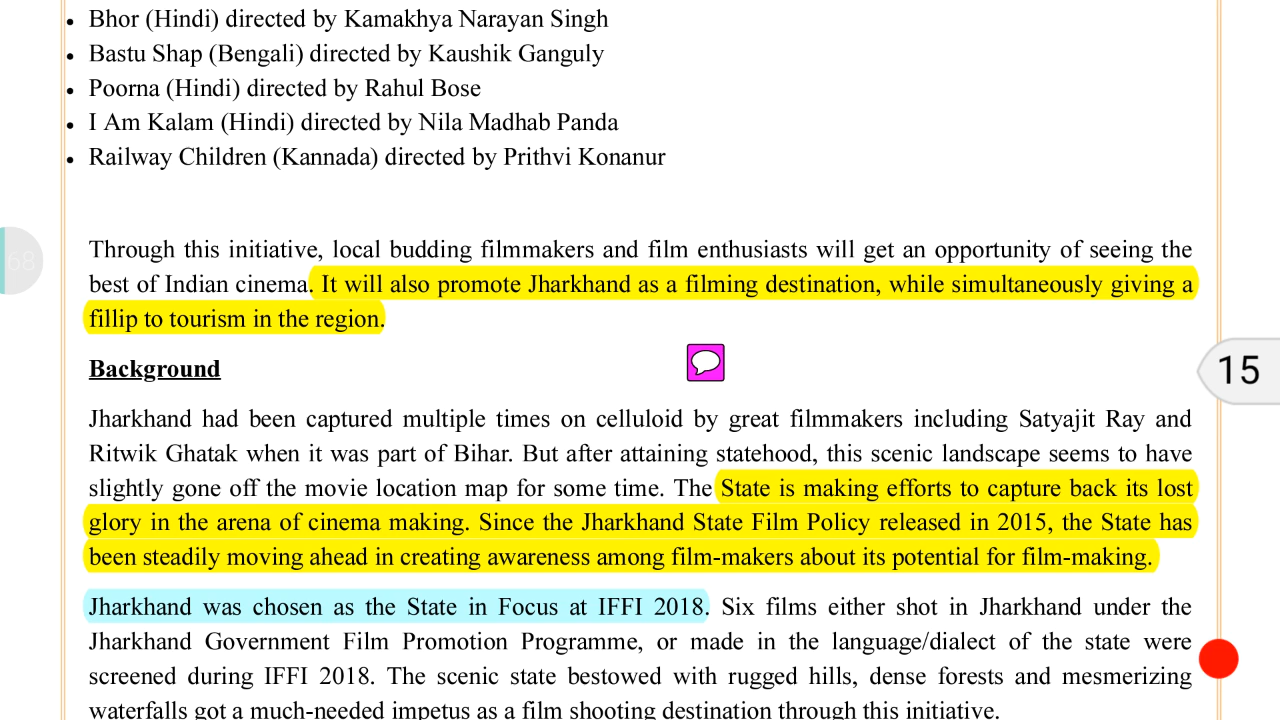 Bhor (Hindi) directed by Kamakhya Narayan Singh
Bastu Shap (Bengali) directed by Kaushik Ganguly
Poorna (Hindi) directed by Rahul Bose
I Am Kalam (Hindi) directed by Nila Madhab Panda
Railway Children (Kannada) directed by Prithvi Konanur
68
Through this initiative, local budding filmmakers and film enthusiasts will get an opportunity of seeing the
best of Indian cinema. It will also promote Jharkhand as a filming destination, while simultaneously giving a
fillip to tourism in the region.
Background
15
Jharkhand had been captured multiple times on celluloid by great filmmakers including Satyajit Ray and
Ritwik Ghatak when it was part of Bihar. But after attaining statehood, this scenic landscape seems to have
slightly gone off the movie location map for some time. The State is making efforts to capture back its lost
glory in the arena of cinema making. Since the Jharkhand State Film Policy released in 2015, the State has
been steadily moving ahead in creating awareness among film-makers about its potential for film-making.
Jharkhand was chosen as the State in Focus at IFFI 2018. Six films either shot in Jharkhand under the
Jharkhand Government Film Promotion Programme, or made in the language/dialect of the state were
screened during IFFI 2018. The scenic state bestowed with rugged hills, dense forests and mesmerizing
waterfalls got a much-needed impetus as a film shooting destination through this initiative.